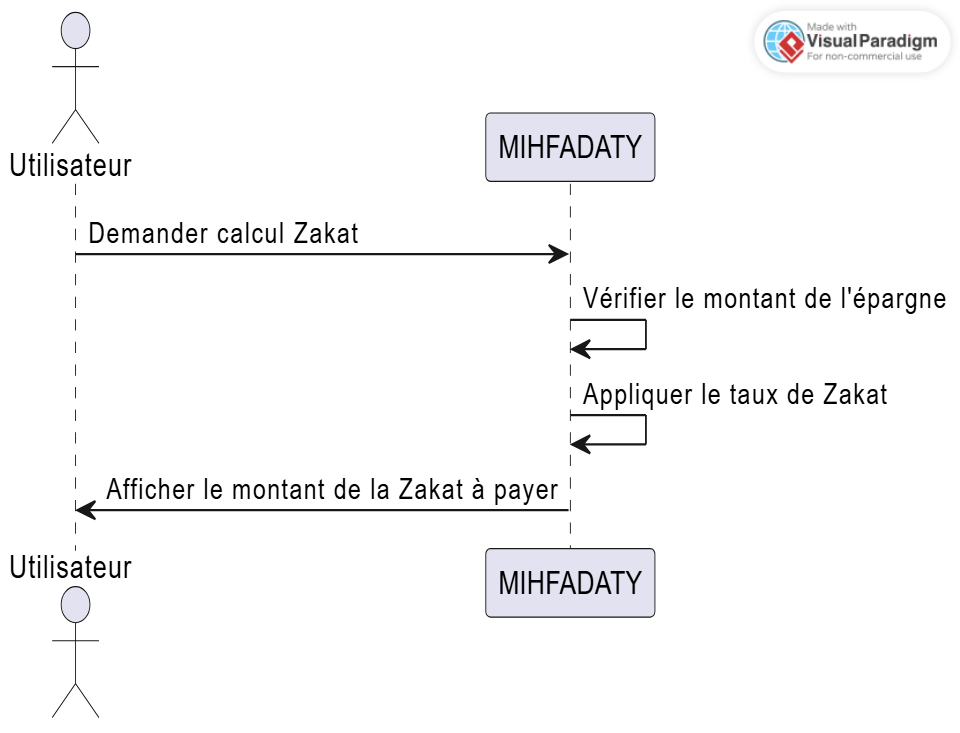 Made with
Visual Paradigm
For non-commercial use
Utilisateur
MIHFADATY
Demander calcul Zakat
Vérifier le montant de l'épargne
Appliquer le taux de Zakat
Afficher le montant de la Zakat à payer
Utilisateur
MIHFADATY